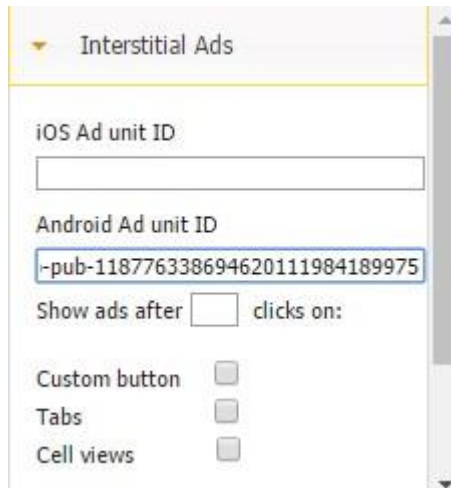 Interstitial Ads
iOS Ad unit ID
Android Ad unit ID
-pub-118776338694620111984189975
Show ads after clicks on:
Custom button
Tabs
Cell views